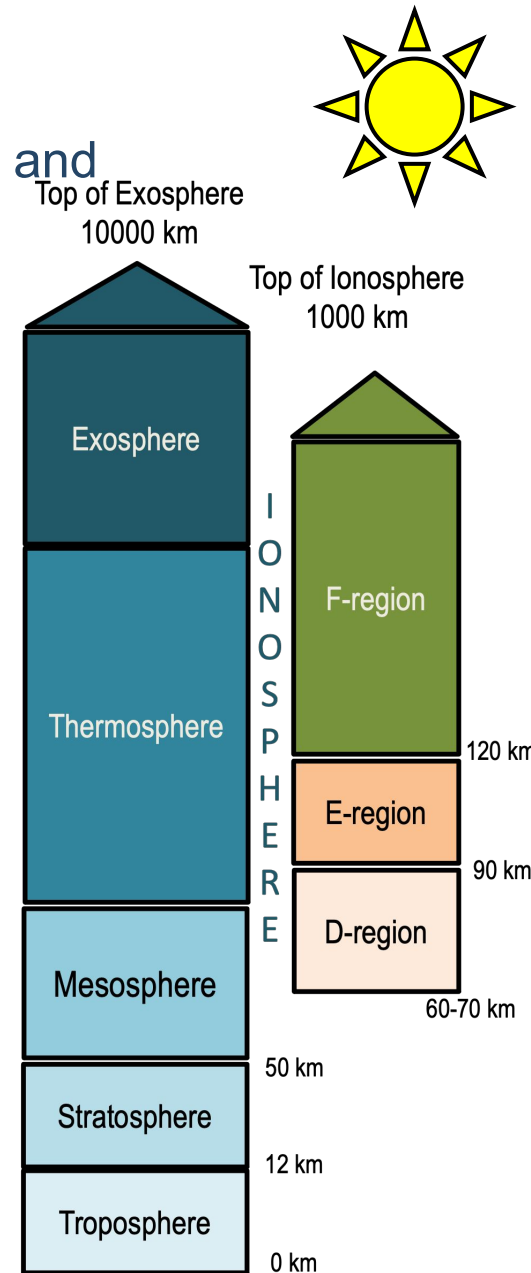 and
Top of Exosphere
10000 km
Top of Ionosphere
1000 km
Exosphere
Thermosphere
Mesosphere
Stratosphere
Troposphere
IONOSPHERE
F-region
120 km
E-region
90 km
D-region
60-70 km
50 km
12 km
0 km